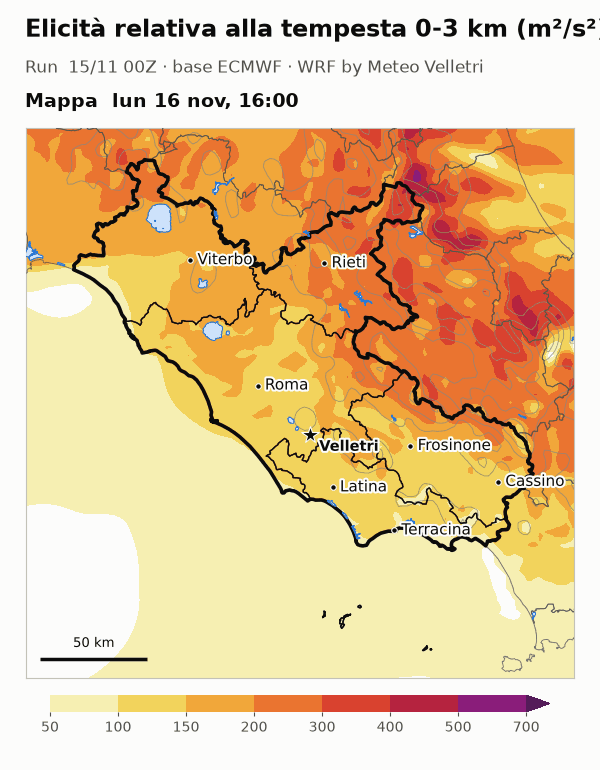 Elicità relativa alla tempesta 0-3 km (m²/s²)
Run 15/11 00Z · base ECMWF · WRF by Meteo Velletri
Mappa lun 16 nov, 16:00
Viterbo
Rieti
Roma
Velletri
Frosinone
Latina
Cassino
Terracina
50 km
50 100 150 200 300 400 500 700